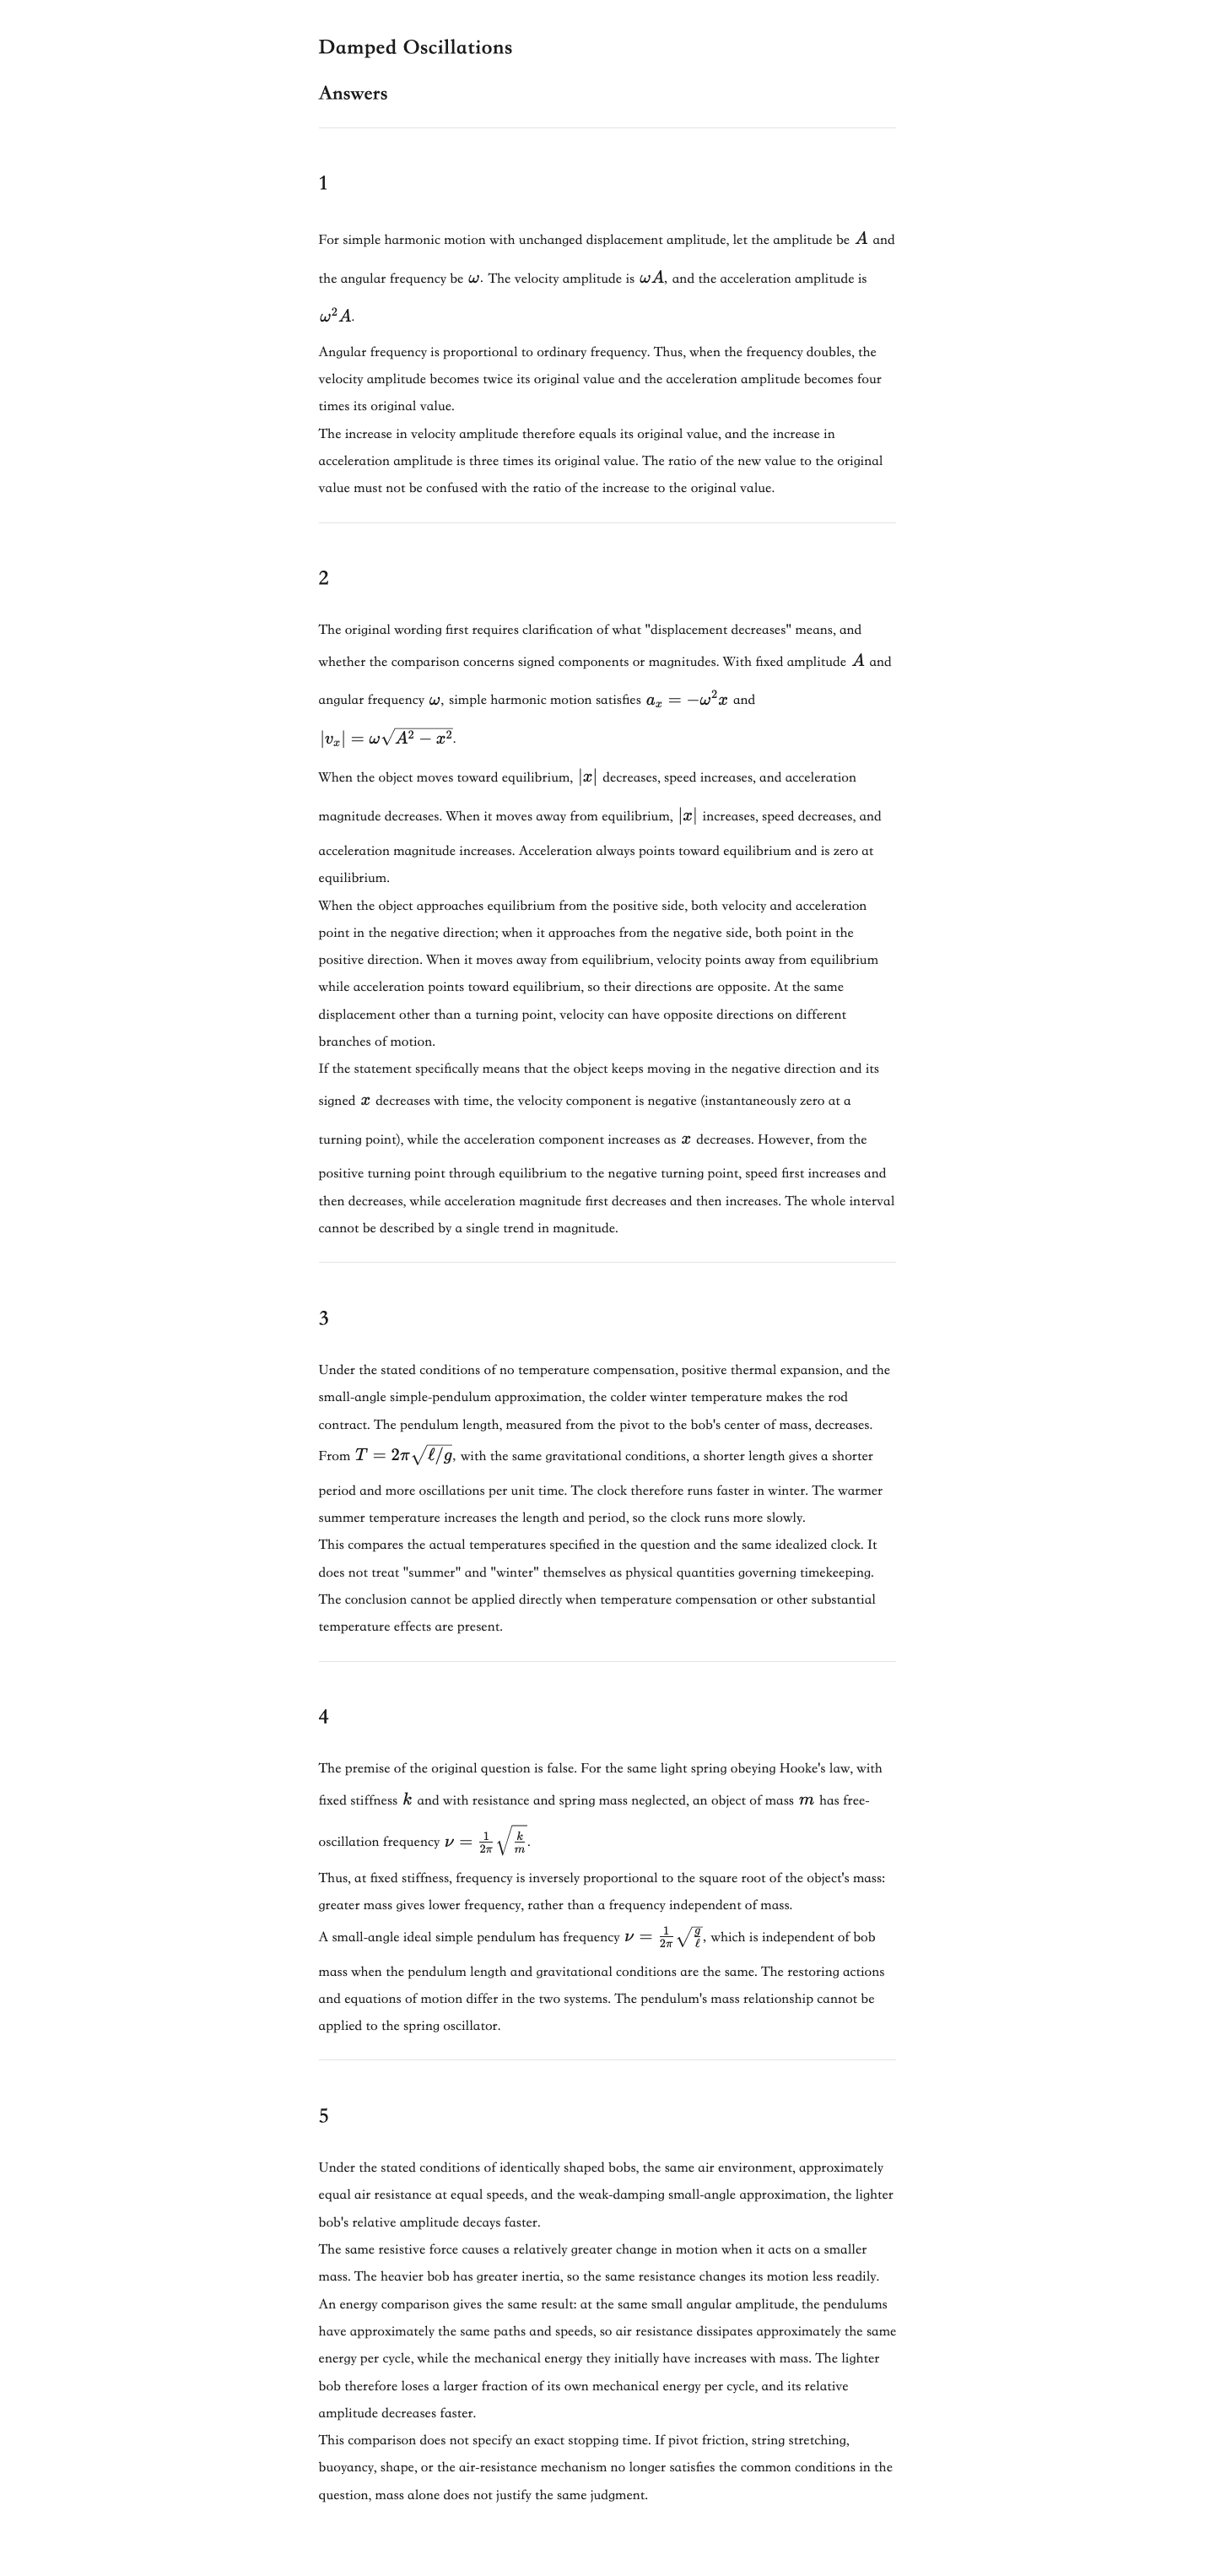 Damped Oscillations
Answers
1
For simple harmonic motion with unchanged displacement amplitude, let the amplitude be A and
the angular frequency be ω. The velocity amplitude is ωA, and the acceleration amplitude is
ω²A.
Angular frequency is proportional to ordinary frequency. Thus, when the frequency doubles, the
velocity amplitude becomes twice its original value and the acceleration amplitude becomes four
times its original value.
The increase in velocity amplitude therefore equals its original value, and the increase in
acceleration amplitude is three times its original value. The ratio of the new value to the original
value must not be confused with the ratio of the increase to the original value.
2
The original wording first requires clarification of what "displacement decreases" means, and
whether the comparison concerns signed components or magnitudes. With fixed amplitude A and
angular frequency ω, simple harmonic motion satisfies aₓ = −ω²x and
|vₓ| = ω√(A² − x²).
When the object moves toward equilibrium, |x| decreases, speed increases, and acceleration
magnitude decreases. When it moves away from equilibrium, |x| increases, speed decreases, and
acceleration magnitude increases. Acceleration always points toward equilibrium and is zero at
equilibrium.
When the object approaches equilibrium from the positive side, both velocity and acceleration
point in the negative direction; when it approaches from the negative side, both point in the
positive direction. When it moves away from equilibrium, velocity points away from equilibrium
while acceleration points toward equilibrium, so their directions are opposite. At the same
displacement other than a turning point, velocity can have opposite directions on different
branches of motion.
If the statement specifically means that the object keeps moving in the negative direction and its
signed x decreases with time, the velocity component is negative (instantaneously zero at a
turning point), while the acceleration component increases as x decreases. However, from the
positive turning point through equilibrium to the negative turning point, speed first increases and
then decreases, while acceleration magnitude first decreases and then increases. The whole interval
cannot be described by a single trend in magnitude.
3
Under the stated conditions of no temperature compensation, positive thermal expansion, and the
small-angle simple-pendulum approximation, the colder winter temperature makes the rod
contract. The pendulum length, measured from the pivot to the bob's center of mass, decreases.
From T = 2π√(ℓ/g), with the same gravitational conditions, a shorter length gives a shorter
period and more oscillations per unit time. The clock therefore runs faster in winter. The warmer
summer temperature increases the length and period, so the clock runs more slowly.
This compares the actual temperatures specified in the question and the same idealized clock. It
does not treat "summer" and "winter" themselves as physical quantities governing timekeeping.
The conclusion cannot be applied directly when temperature compensation or other substantial
temperature effects are present.
4
The premise of the original question is false. For the same light spring obeying Hooke's law, with
fixed stiffness k and with resistance and spring mass neglected, an object of mass m has free-
oscillation frequency ν = 1/2π √(k/m).
Thus, at fixed stiffness, frequency is inversely proportional to the square root of the object's mass:
greater mass gives lower frequency, rather than a frequency independent of mass.
A small-angle ideal simple pendulum has frequency ν = 1/2π √(g/ℓ), which is independent of bob
mass when the pendulum length and gravitational conditions are the same. The restoring actions
and equations of motion differ in the two systems. The pendulum's mass relationship cannot be
applied to the spring oscillator.
5
Under the stated conditions of identically shaped bobs, the same air environment, approximately
equal air resistance at equal speeds, and the weak-damping small-angle approximation, the lighter
bob's relative amplitude decays faster.
The same resistive force causes a relatively greater change in motion when it acts on a smaller
mass. The heavier bob has greater inertia, so the same resistance changes its motion less readily.
An energy comparison gives the same result: at the same small angular amplitude, the pendulums
have approximately the same paths and speeds, so air resistance dissipates approximately the same
energy per cycle, while the mechanical energy they initially have increases with mass. The lighter
bob therefore loses a larger fraction of its own mechanical energy per cycle, and its relative
amplitude decreases faster.
This comparison does not specify an exact stopping time. If pivot friction, string stretching,
buoyancy, shape, or the air-resistance mechanism no longer satisfies the common conditions in the
question, mass alone does not justify the same judgment.